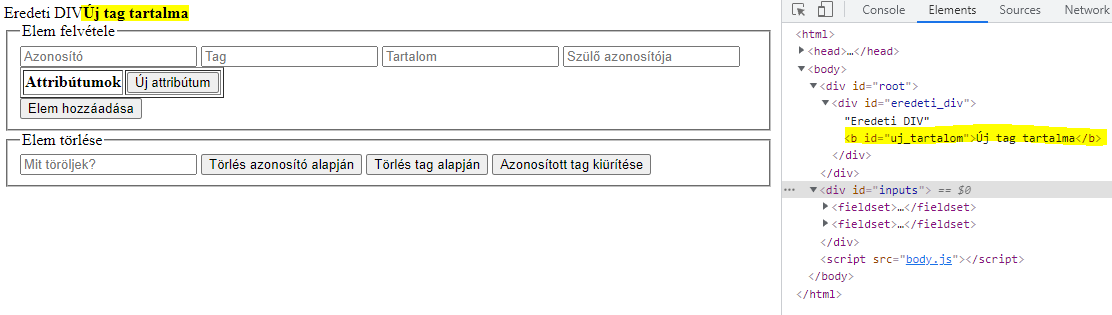 Eredeti DIVÚj tag tartalma
Elem felvétele
Azonosító Tag Tartalom Szülő azonosítója
Attribútumok Új attribútum
Elem hozzáadása
Elem törlése
Mit töröljek? Törlés azonosító alapján Törlés tag alapján Azonosított tag kiürítése
Console Elements Sources Network
<html>
<head>…</head>
<body>
<div id="root">
<div id="eredeti_div">
"Eredeti DIV"
<b id="uj_tartalom">Új tag tartalma</b>
</div>
</div>
<div id="inputs"> == $0
<fieldset>…</fieldset>
<fieldset>…</fieldset>
</div>
<script src="body.js"></script>
</body>
</html>